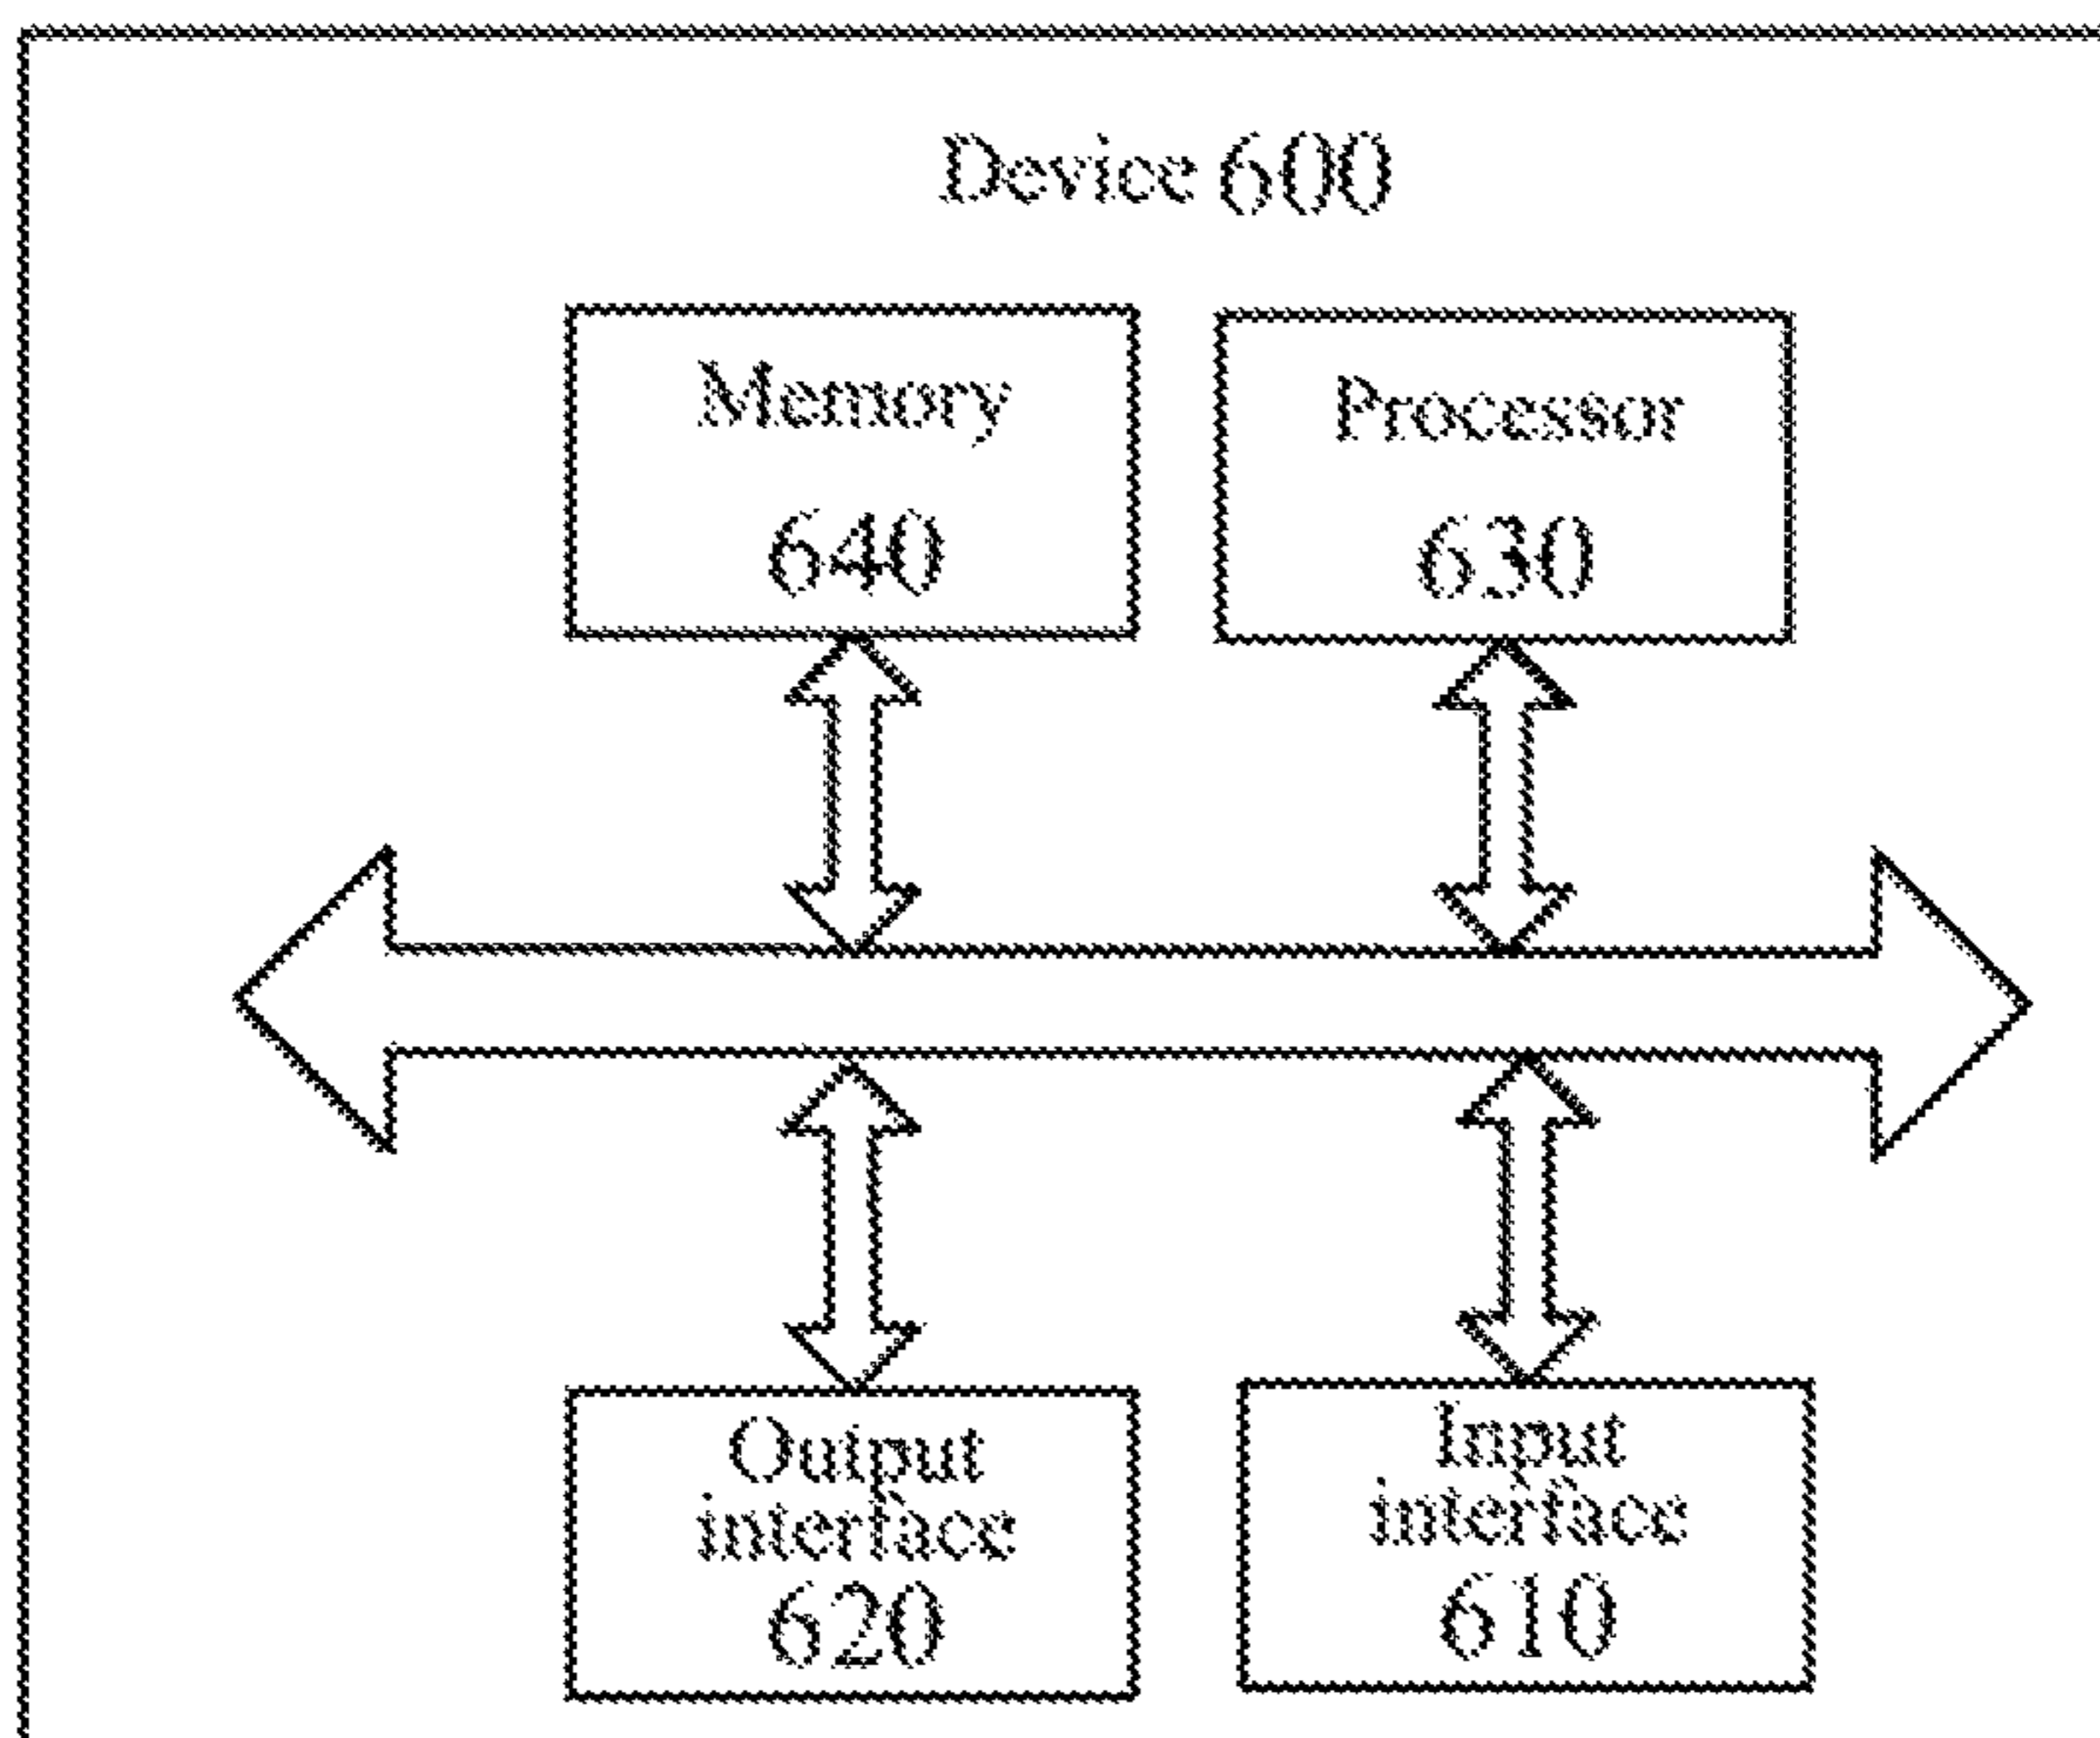 Device 600
Memory
640
Processor
630
Output
interface
620
Input
interface
610